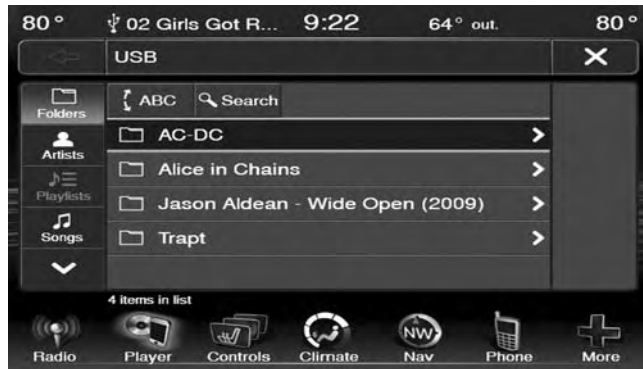 80° 02 Girls Got R... 9:22 64° out. 80°
USB
Folders
ABC Search
AC-DC
Artists
Alice in Chains
Playlists
Jason Aldean - Wide Open (2009)
Songs
Trapt
4 items in list
NW
Radio Player Controls Climate Nav Phone More